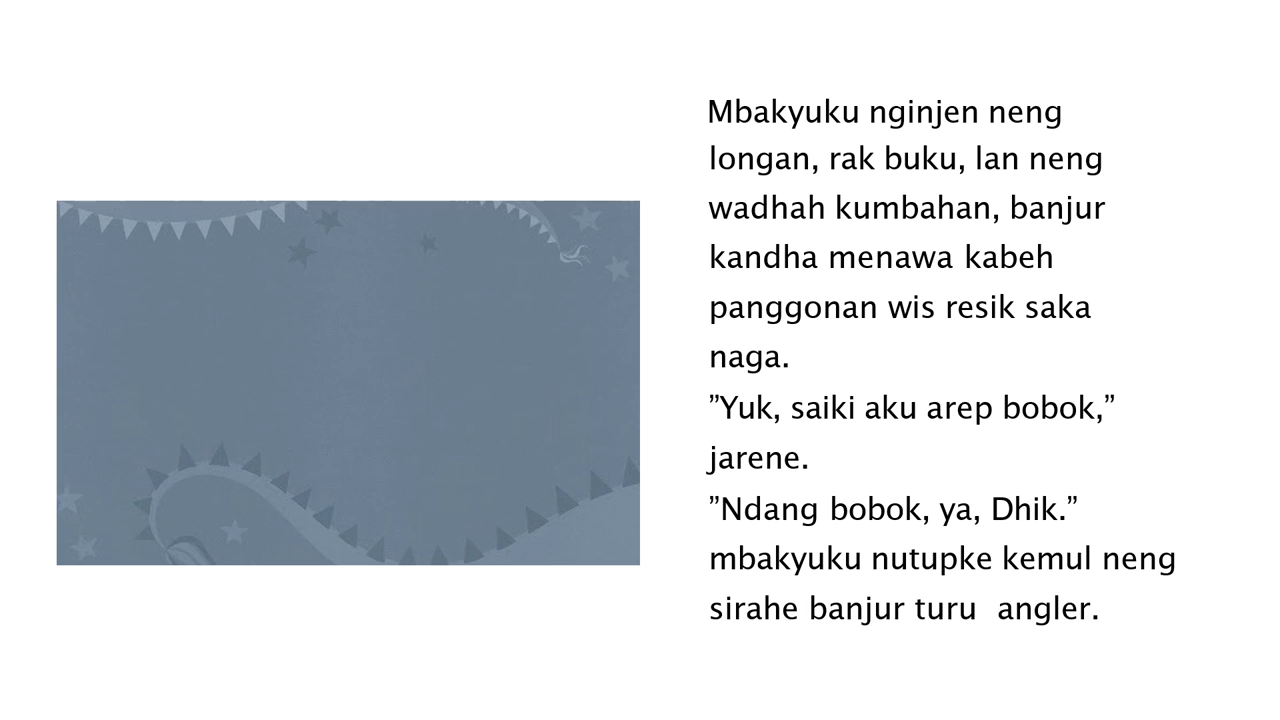 Mbakyuku nginjen neng
longan, rak buku, lan neng
wadhah kumbahan, banjur
kandha menawa kabeh
panggonan wis resik saka
naga.
”Yuk, saiki aku arep bobok,”
jarene.
”Ndang bobok, ya, Dhik.”
mbakyuku nutupke kemul neng
sirahe banjur turu  angler.